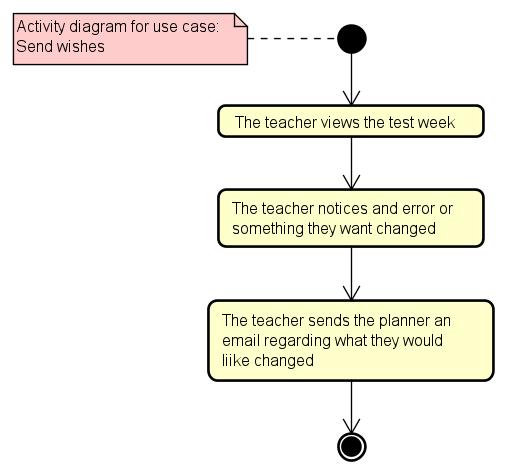 Activity diagram for use case:
Send wishes
The teacher views the test week
The teacher notices and error or
something they want changed
The teacher sends the planner an
email regarding what they would
liike changed